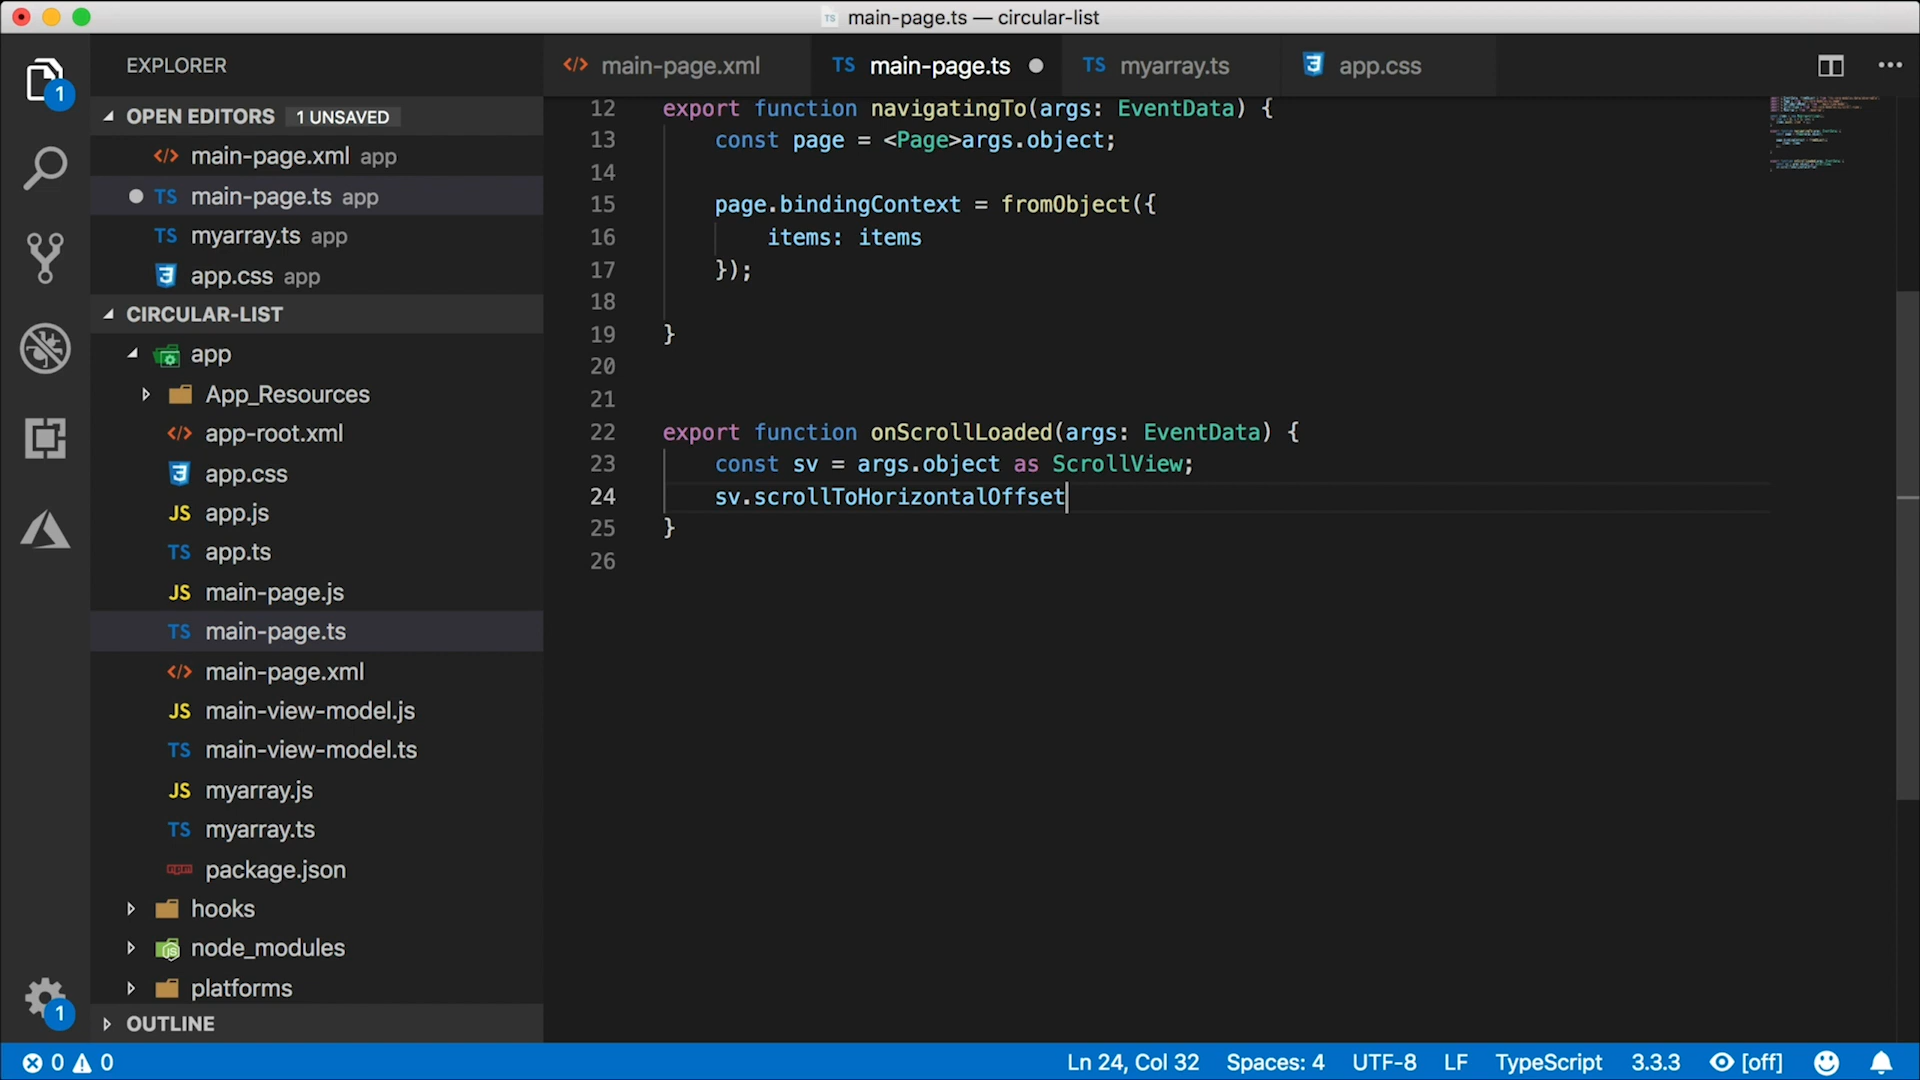 TS main-page.ts — circular-list
EXPLORER
1
OPEN EDITORS 1 UNSAVED
</> main-page.xml app
TS main-page.ts app
TS myarray.ts app
app.css app
CIRCULAR-LIST
app
App_Resources
</> app-root.xml
app.css
JS app.js
TS app.ts
JS main-page.js
TS main-page.ts
</> main-page.xml
JS main-view-model.js
TS main-view-model.ts
JS myarray.js
TS myarray.ts
npm package.json
hooks
node_modules
platforms
OUTLINE
1
</> main-page.xml
TS main-page.ts
TS myarray.ts
app.css
12 export function navigatingTo(args: EventData) {
13 const page = <Page>args.object;
14
15 page.bindingContext = fromObject({
16 items: items
17 });
18
19 }
20
21
22 export function onScrollLoaded(args: EventData) {
23 const sv = args.object as ScrollView;
24 sv.scrollToHorizontalOffset
25 }
26
0 0 Ln 24, Col 32 Spaces: 4 UTF-8 LF TypeScript 3.3.3 [off]